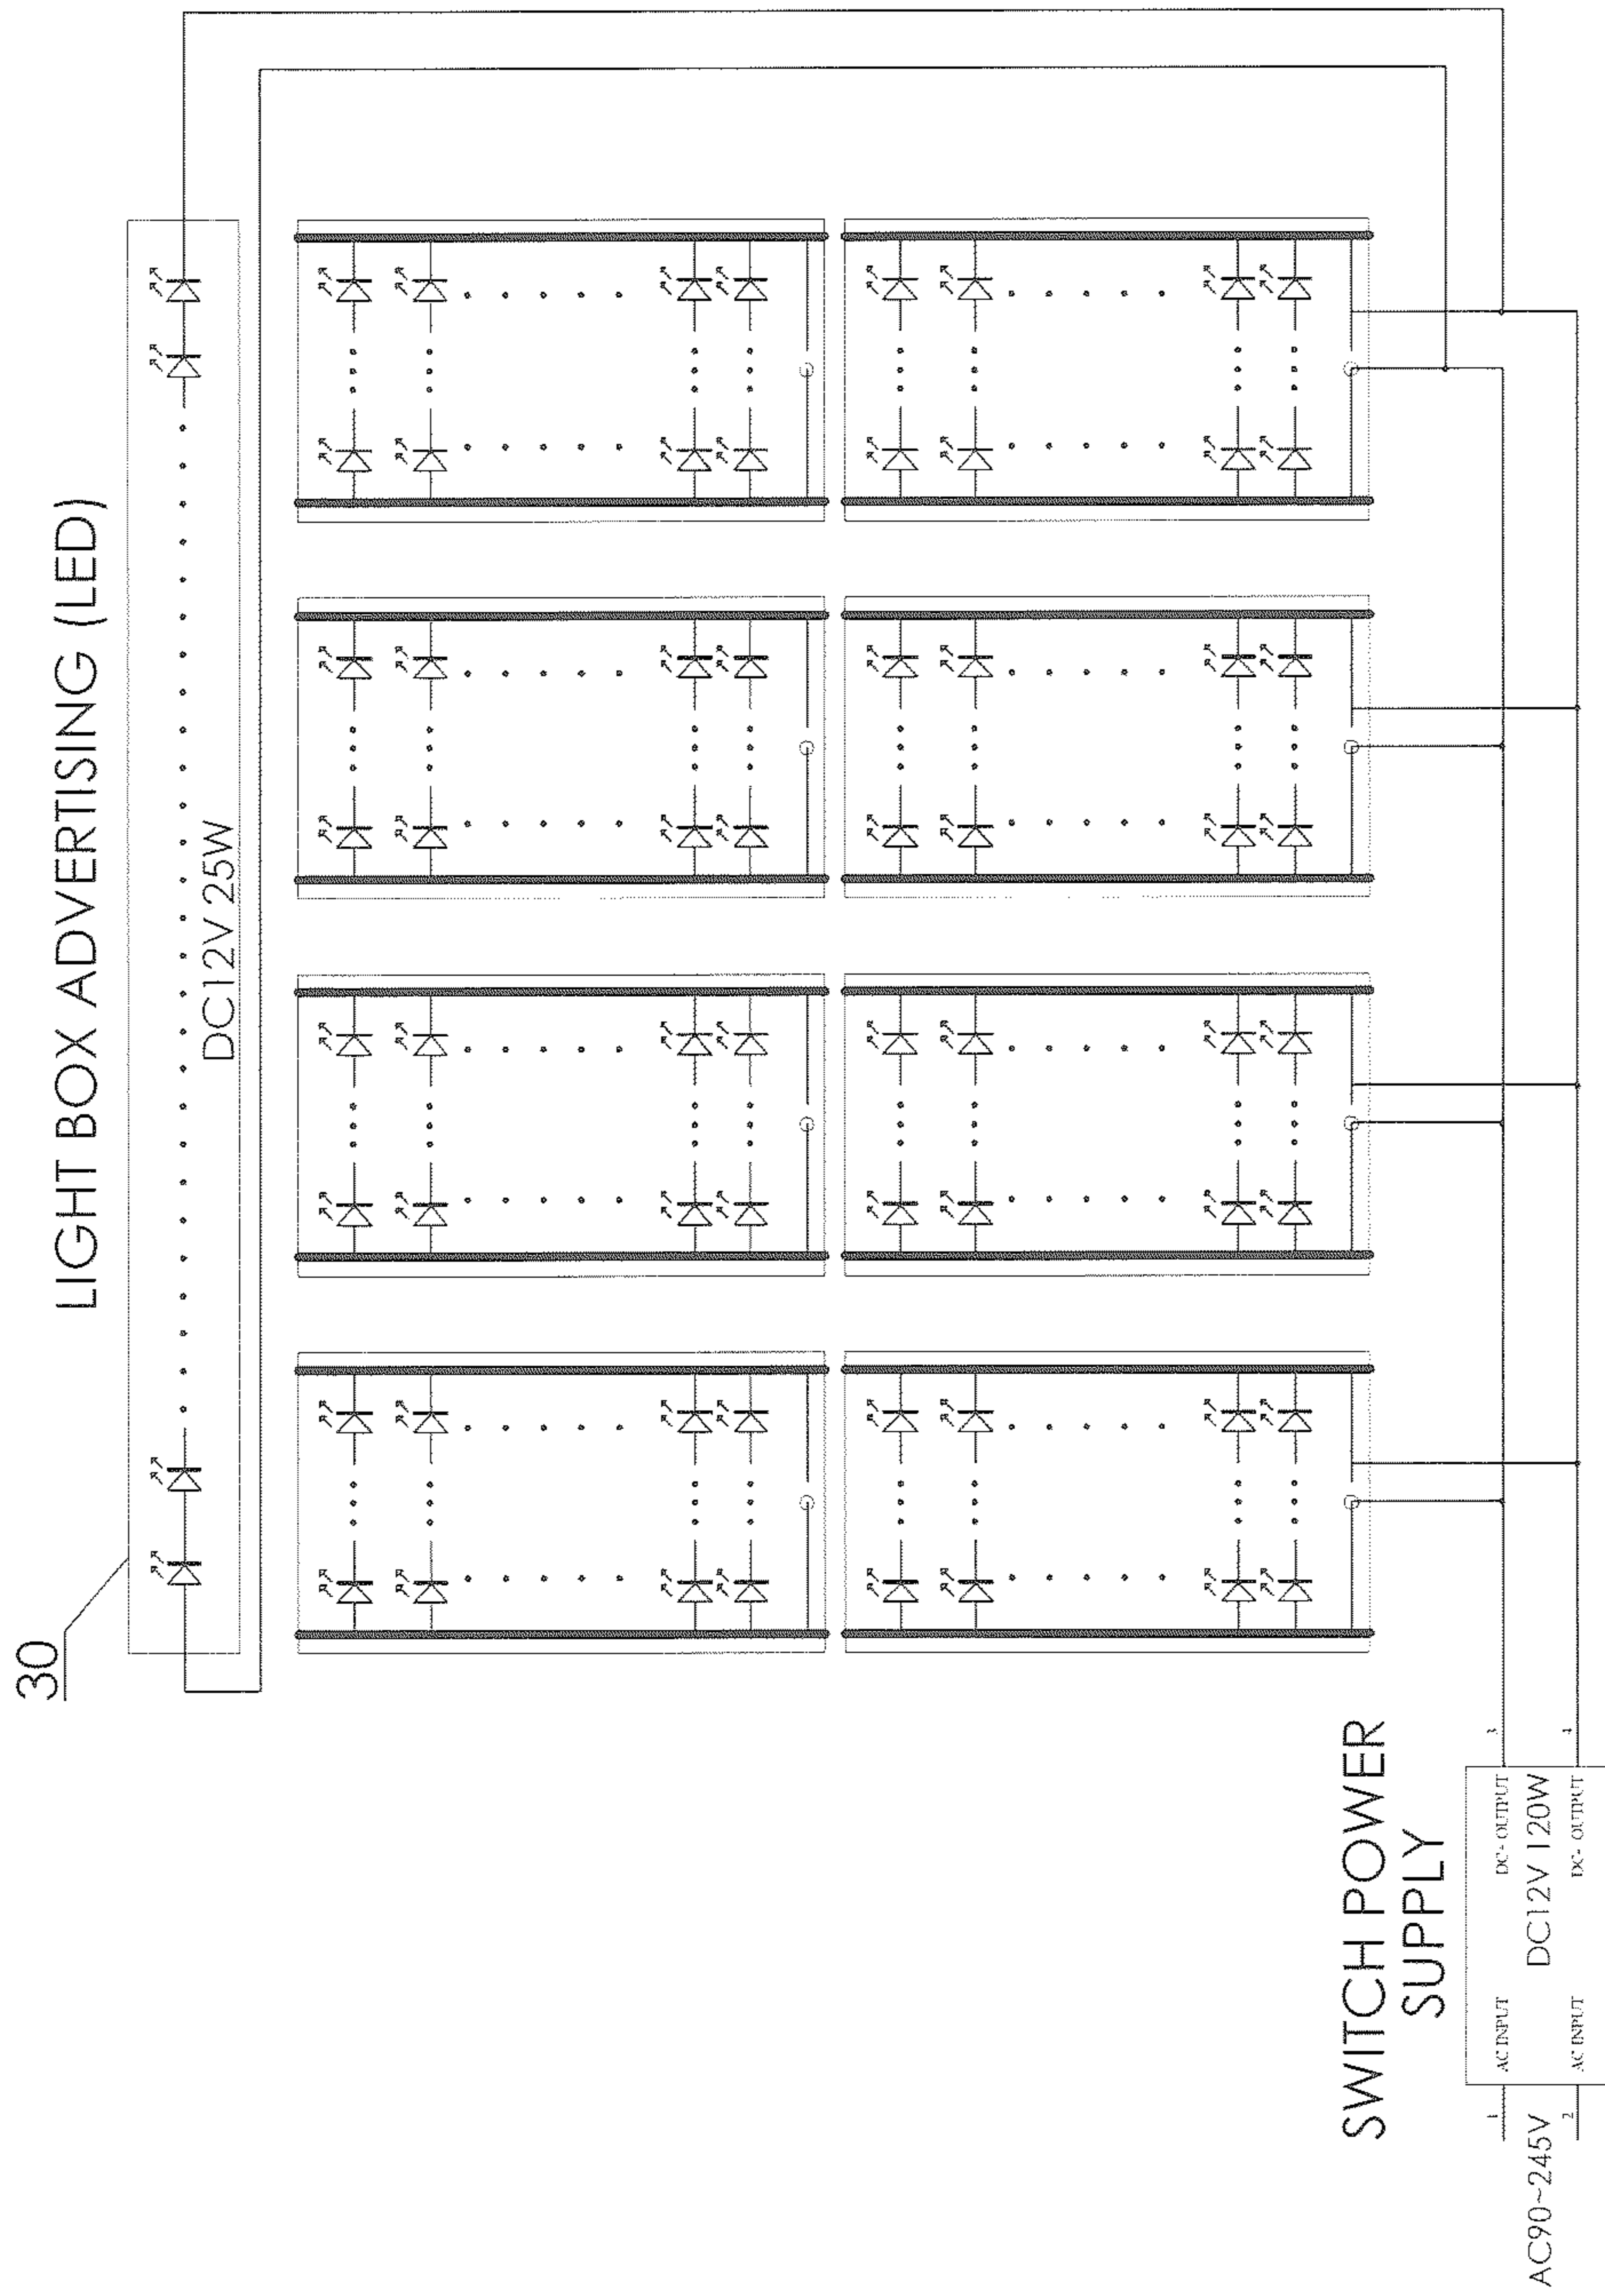 30
LIGHT BOX ADVERTISING (LED)
DC12V 25W
SWITCH POWER
SUPPLY
1
AC INPUT
DC+ OUTPUT
3
AC90~245V
DC12V 120W
2
AC INPUT
DC- OUTPUT
4